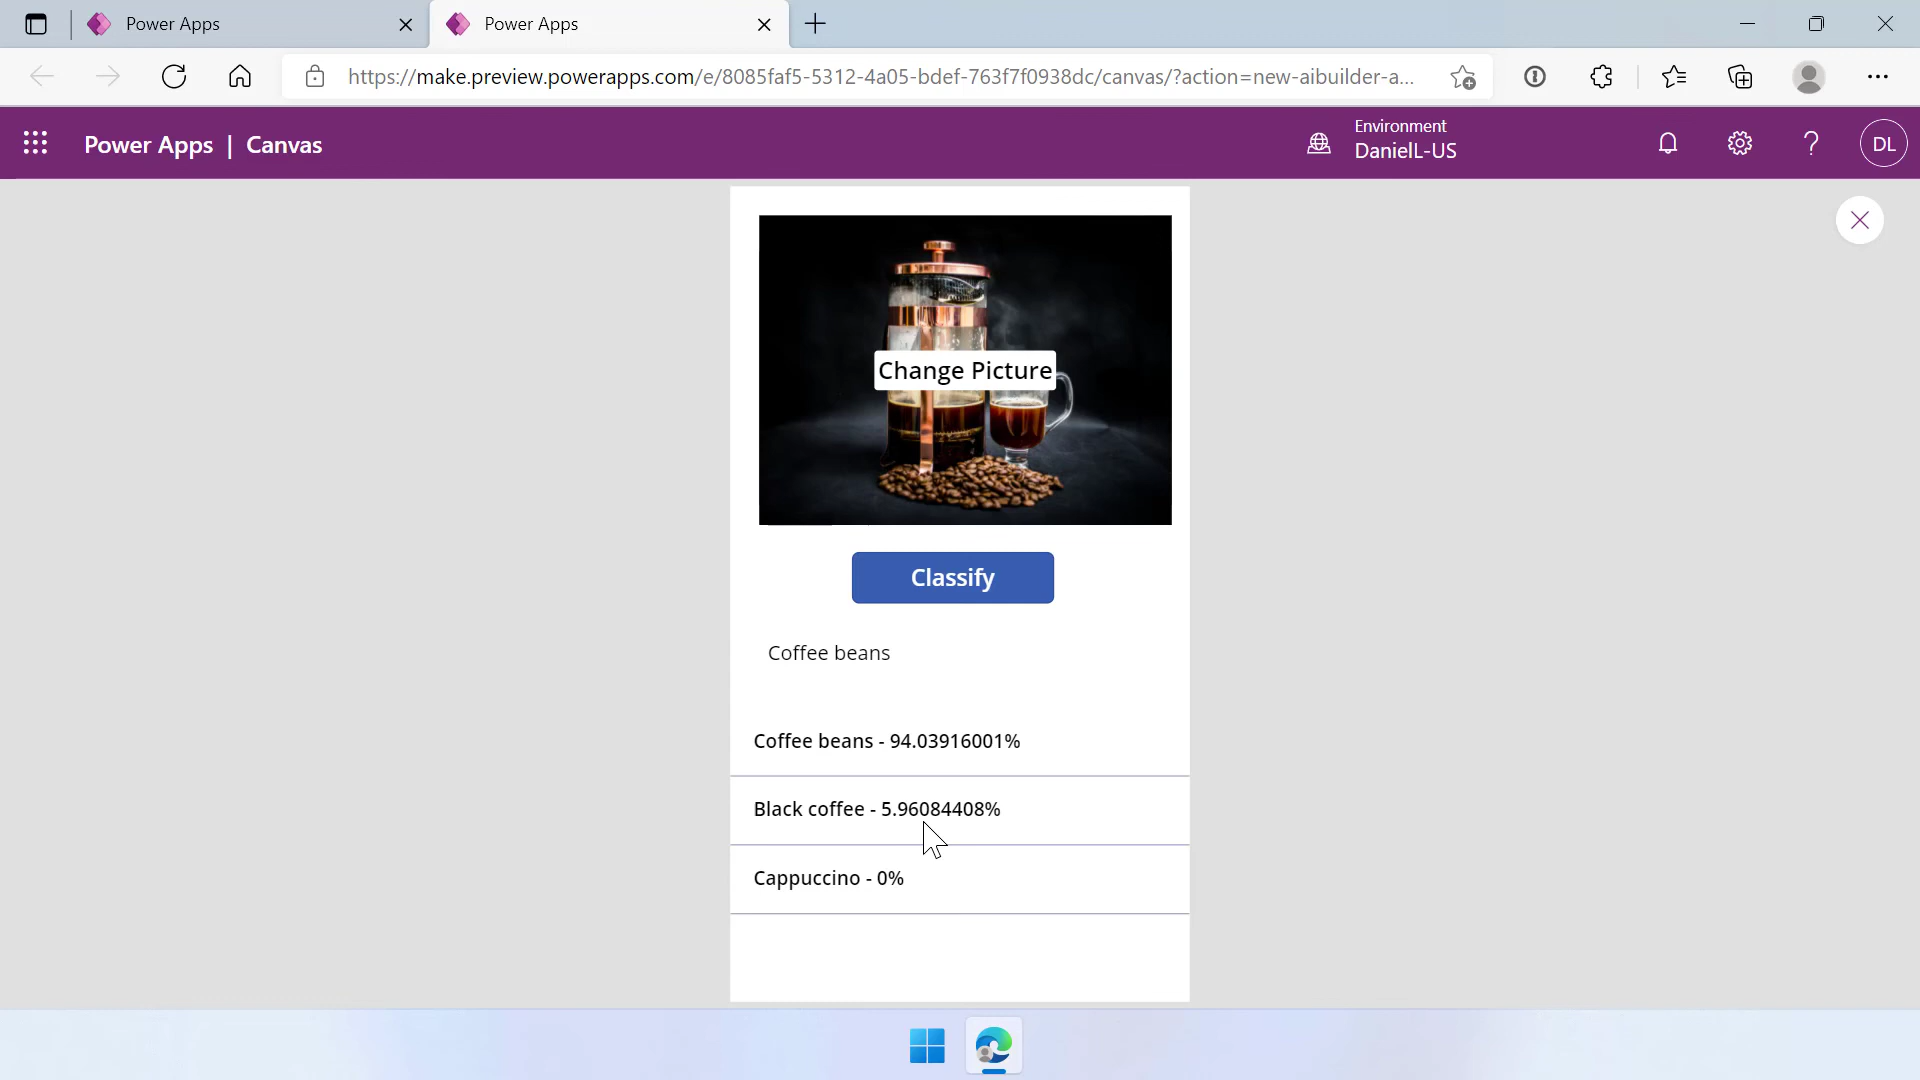 Power Apps
Power Apps
https://make.preview.powerapps.com/e/8085faf5-5312-4a05-bdef-763f7f0938dc/canvas/?action=new-aibuilder-a...
Power Apps | Canvas
Environment
DanielL-US
?
DL
Change Picture
Classify
Coffee beans
Coffee beans - 94.03916001%
Black coffee - 5.96084408%
Cappuccino - 0%